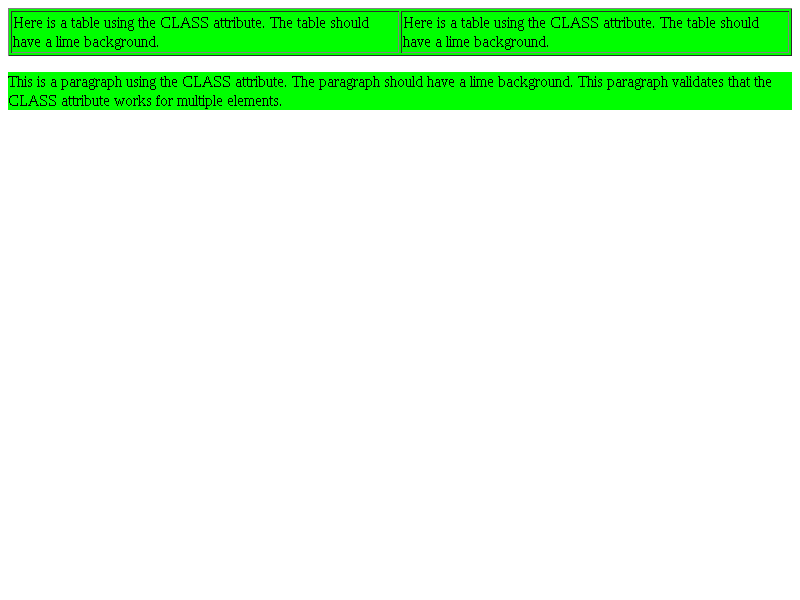 Here is a table using the CLASS attribute. The table should
have a lime background.
Here is a table using the CLASS attribute. The table should
have a lime background.
This is a paragraph using the CLASS attribute. The paragraph should have a lime background. This paragraph validates that the
CLASS attribute works for multiple elements.